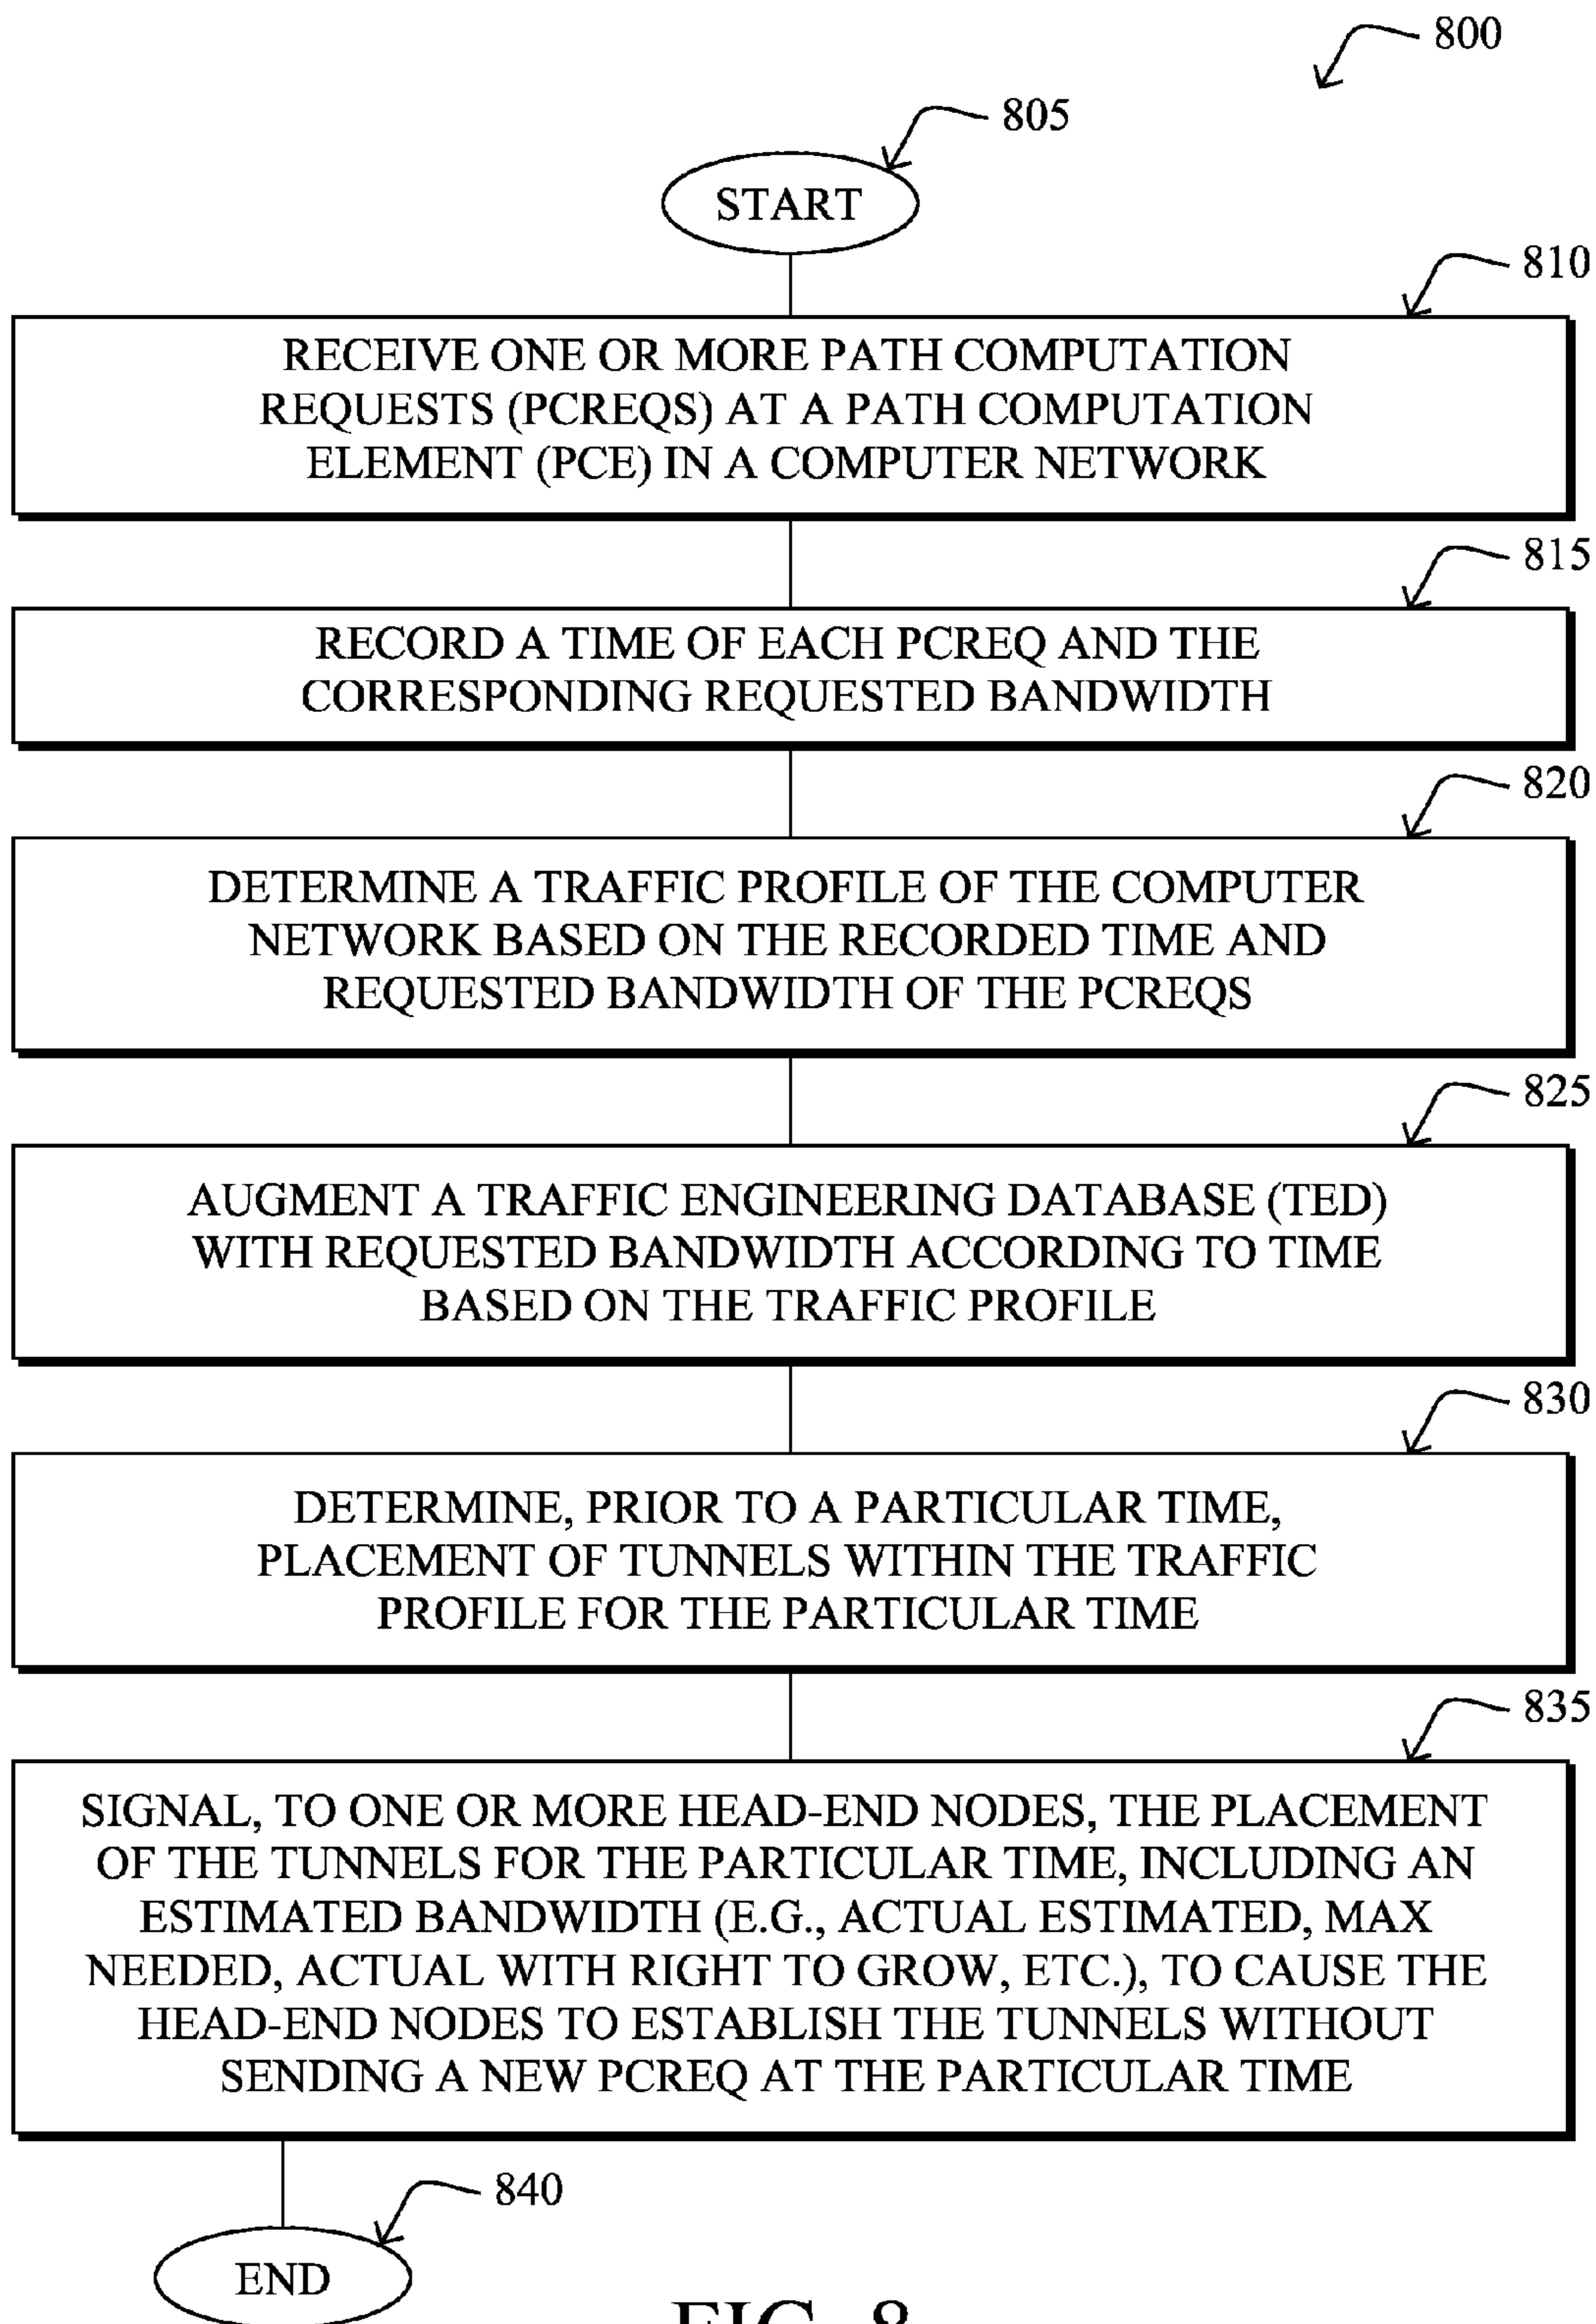 800
805
START
810
RECEIVE ONE OR MORE PATH COMPUTATION
REQUESTS (PCREQS) AT A PATH COMPUTATION
ELEMENT (PCE) IN A COMPUTER NETWORK
815
RECORD A TIME OF EACH PCREQ AND THE
CORRESPONDING REQUESTED BANDWIDTH
820
DETERMINE A TRAFFIC PROFILE OF THE COMPUTER
NETWORK BASED ON THE RECORDED TIME AND
REQUESTED BANDWIDTH OF THE PCREQS
825
AUGMENT A TRAFFIC ENGINEERING DATABASE (TED)
WITH REQUESTED BANDWIDTH ACCORDING TO TIME
BASED ON THE TRAFFIC PROFILE
830
DETERMINE, PRIOR TO A PARTICULAR TIME,
PLACEMENT OF TUNNELS WITHIN THE TRAFFIC
PROFILE FOR THE PARTICULAR TIME
835
SIGNAL, TO ONE OR MORE HEAD-END NODES, THE PLACEMENT
OF THE TUNNELS FOR THE PARTICULAR TIME, INCLUDING AN
ESTIMATED BANDWIDTH (E.G., ACTUAL ESTIMATED, MAX
NEEDED, ACTUAL WITH RIGHT TO GROW, ETC.), TO CAUSE THE
HEAD-END NODES TO ESTABLISH THE TUNNELS WITHOUT
SENDING A NEW PCREQ AT THE PARTICULAR TIME
840
END
FIG. 8